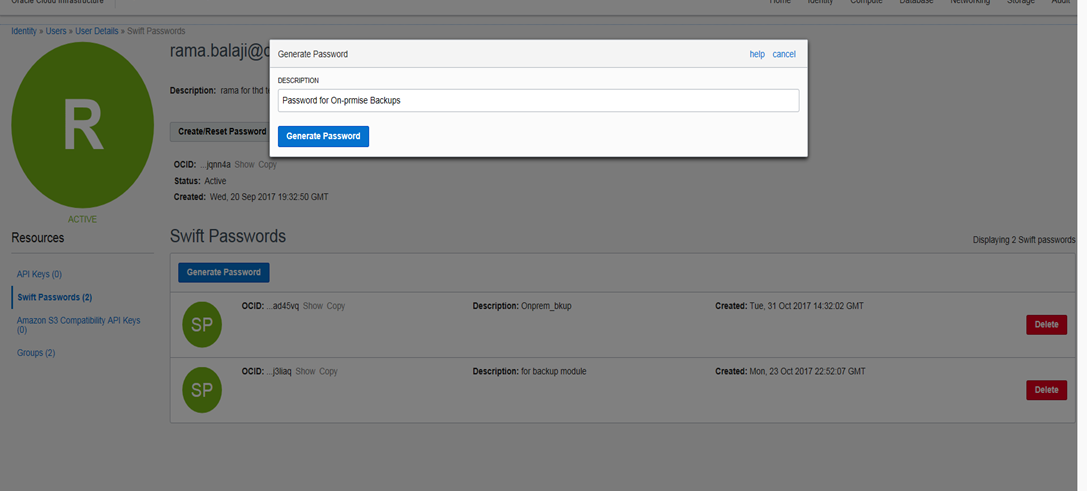 Oracle Cloud Infrastructure
Home Identity Compute Database Networking Storage Audit
Identity » Users » User Details » Swift Passwords
R
ACTIVE
rama.balaji@
Description: rama for thd
Create/Reset Password
OCID: ...jqnn4a Show Copy
Status: Active
Created: Wed, 20 Sep 2017 19:32:50 GMT
Generate Password help cancel
DESCRIPTION
Password for On-prmise Backups
Generate Password
Resources
API Keys (0)
Swift Passwords (2)
Amazon S3 Compatibility API Keys
(0)
Groups (2)
Swift Passwords
Displaying 2 Swift passwords
Generate Password
SP
OCID: ...ad45vq Show Copy Description: Onprem_bkup Created: Tue, 31 Oct 2017 14:32:02 GMT
Delete
SP
OCID: ...j3liaq Show Copy Description: for backup module Created: Mon, 23 Oct 2017 22:52:07 GMT
Delete